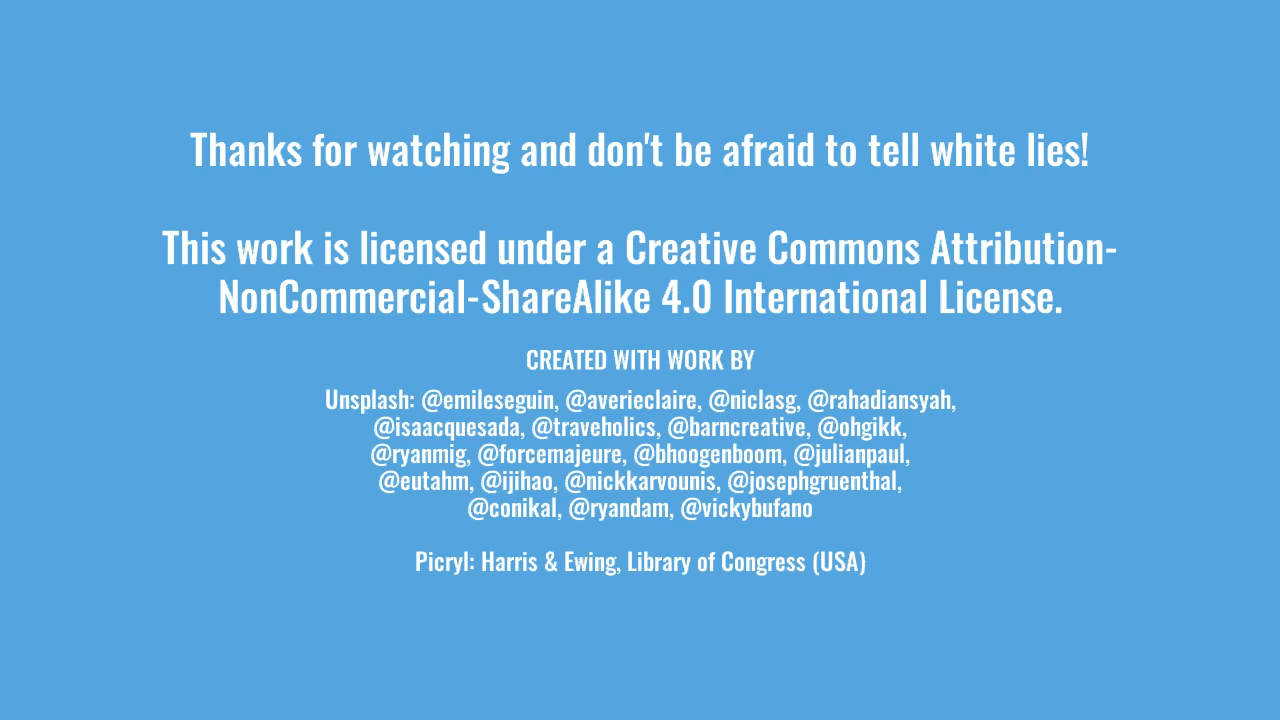 Thanks for watching and don't be afraid to tell white lies!
This work is licensed under a Creative Commons Attribution-
NonCommercial-ShareAlike 4.0 International License.
CREATED WITH WORK BY
Unsplash: @emileseguin, @averieclaire, @niclasg, @rahadiansyah,
@isaacquesada, @traveholics, @barncreative, @ohgikk,
@ryanmig, @forcemajeure, @bhoogenboom, @julianpaul,
@eutahm, @ijihao, @nickkarvounis, @josephgruenthal,
@conikal, @ryandam, @vickybufano
Picryl: Harris & Ewing, Library of Congress (USA)